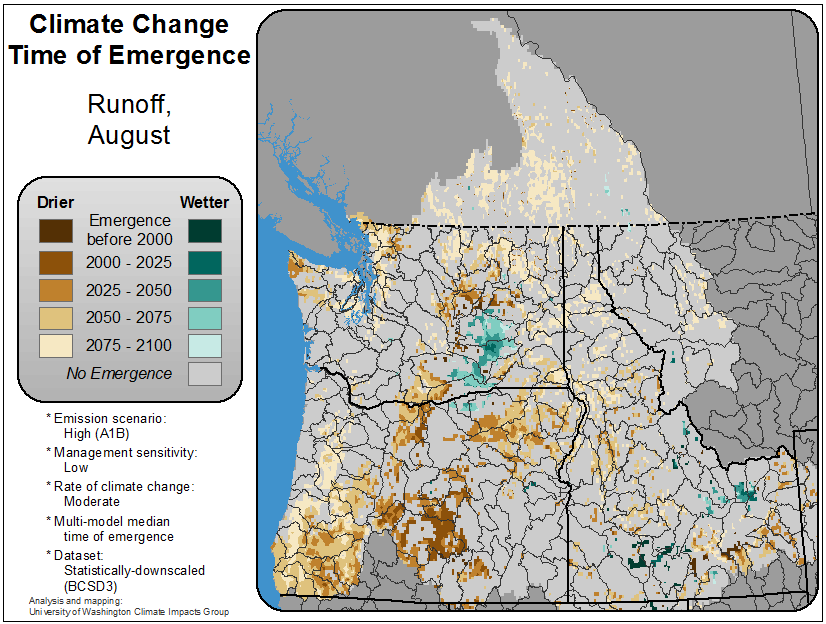 Climate Change
Time of Emergence
Runoff,
August
Drier
Wetter
Emergence
before 2000
2000 - 2025
2025 - 2050
2050 - 2075
2075 - 2100
No Emergence
* Emission scenario:
High (A1B)
* Management sensitivity:
Low
* Rate of climate change:
Moderate
* Multi-model median
time of emergence
* Dataset:
Statistically-downscaled
(BCSD3)
Analysis and mapping:
University of Washington Climate Impacts Group